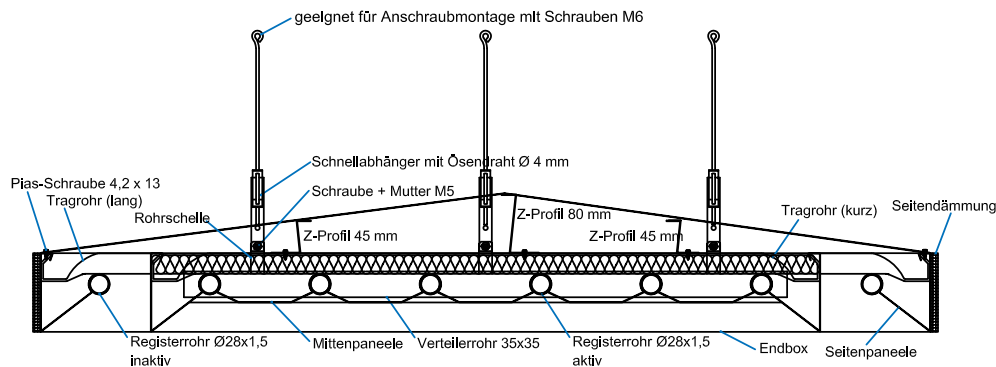 geeignet für Anschraubmontage mit Schrauben M6
Schnellabhänger mit Ösendraht Ø 4 mm
Pias-Schraube 4,2 x 13
Tragrohr (lang)
Schraube + Mutter M5
Rohrschelle
Z-Profil 45 mm
Z-Profil 80 mm
Z-Profil 45 mm
Tragrohr (kurz)
Seitendämmung
Registerrohr Ø28x1,5
inaktiv
Mittenpaneele
Verteilerrohr 35x35
Registerrohr Ø28x1,5
aktiv
Endbox
Seitenpaneele